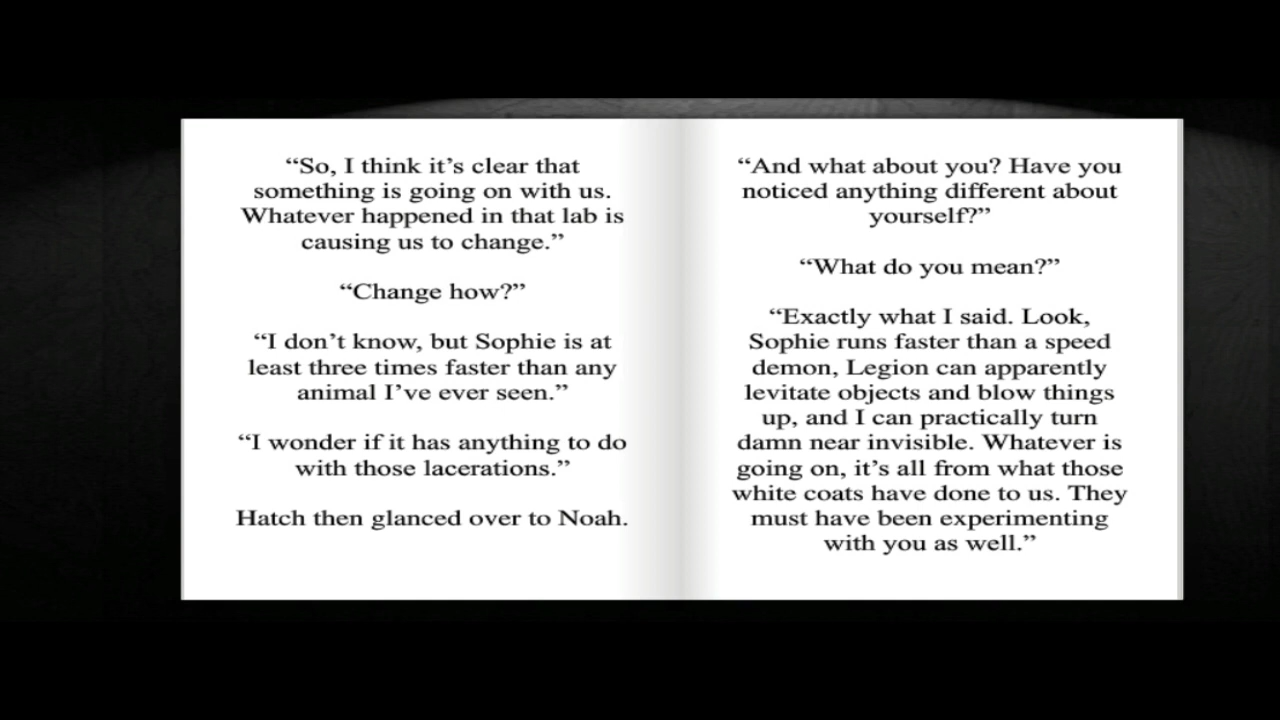 “So, I think it’s clear that
something is going on with us.
Whatever happened in that lab is
causing us to change.”
“Change how?”
“I don’t know, but Sophie is at
least three times faster than any
animal I’ve ever seen.”
“I wonder if it has anything to do
with those lacerations.”
Hatch then glanced over to Noah.
“And what about you? Have you
noticed anything different about
yourself?”
“What do you mean?”
“Exactly what I said. Look,
Sophie runs faster than a speed
demon, Legion can apparently
levitate objects and blow things
up, and I can practically turn
damn near invisible. Whatever is
going on, it’s all from what those
white coats have done to us. They
must have been experimenting
with you as well.”